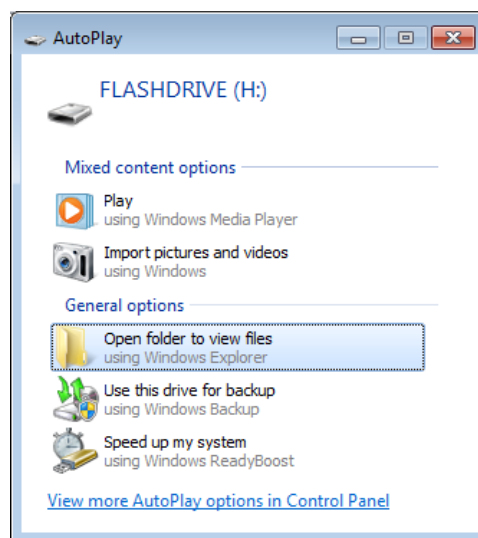 AutoPlay
FLASHDRIVE (H:)
Mixed content options
Play
using Windows Media Player
Import pictures and videos
using Windows
General options
Open folder to view files
using Windows Explorer
Use this drive for backup
using Windows Backup
Speed up my system
using Windows ReadyBoost
View more AutoPlay options in Control Panel